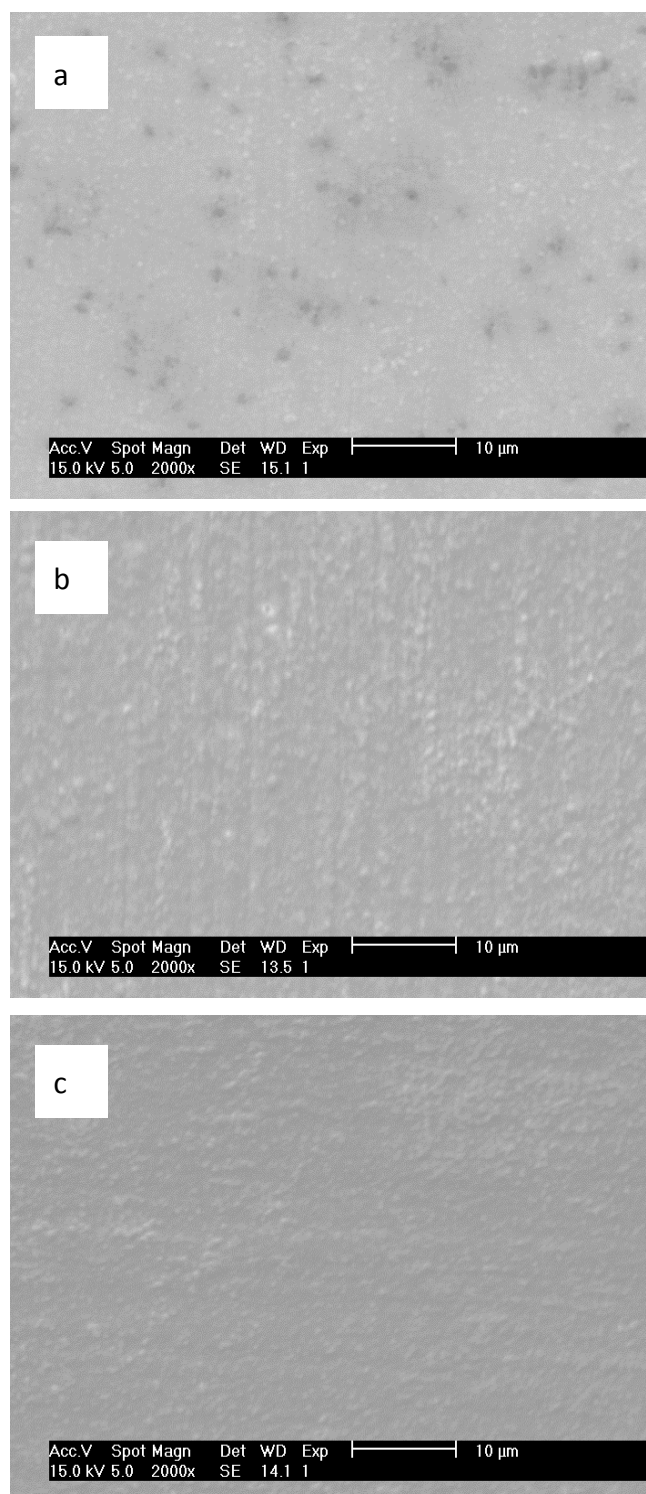 a
Acc.V Spot Magn Det WD Exp 10 µm
15.0 kV 5.0 2000x SE 15.1 1
b
Acc.V Spot Magn Det WD Exp 10 µm
15.0 kV 5.0 2000x SE 13.5 1
c
Acc.V Spot Magn Det WD Exp 10 µm
15.0 kV 5.0 2000x SE 14.1 1